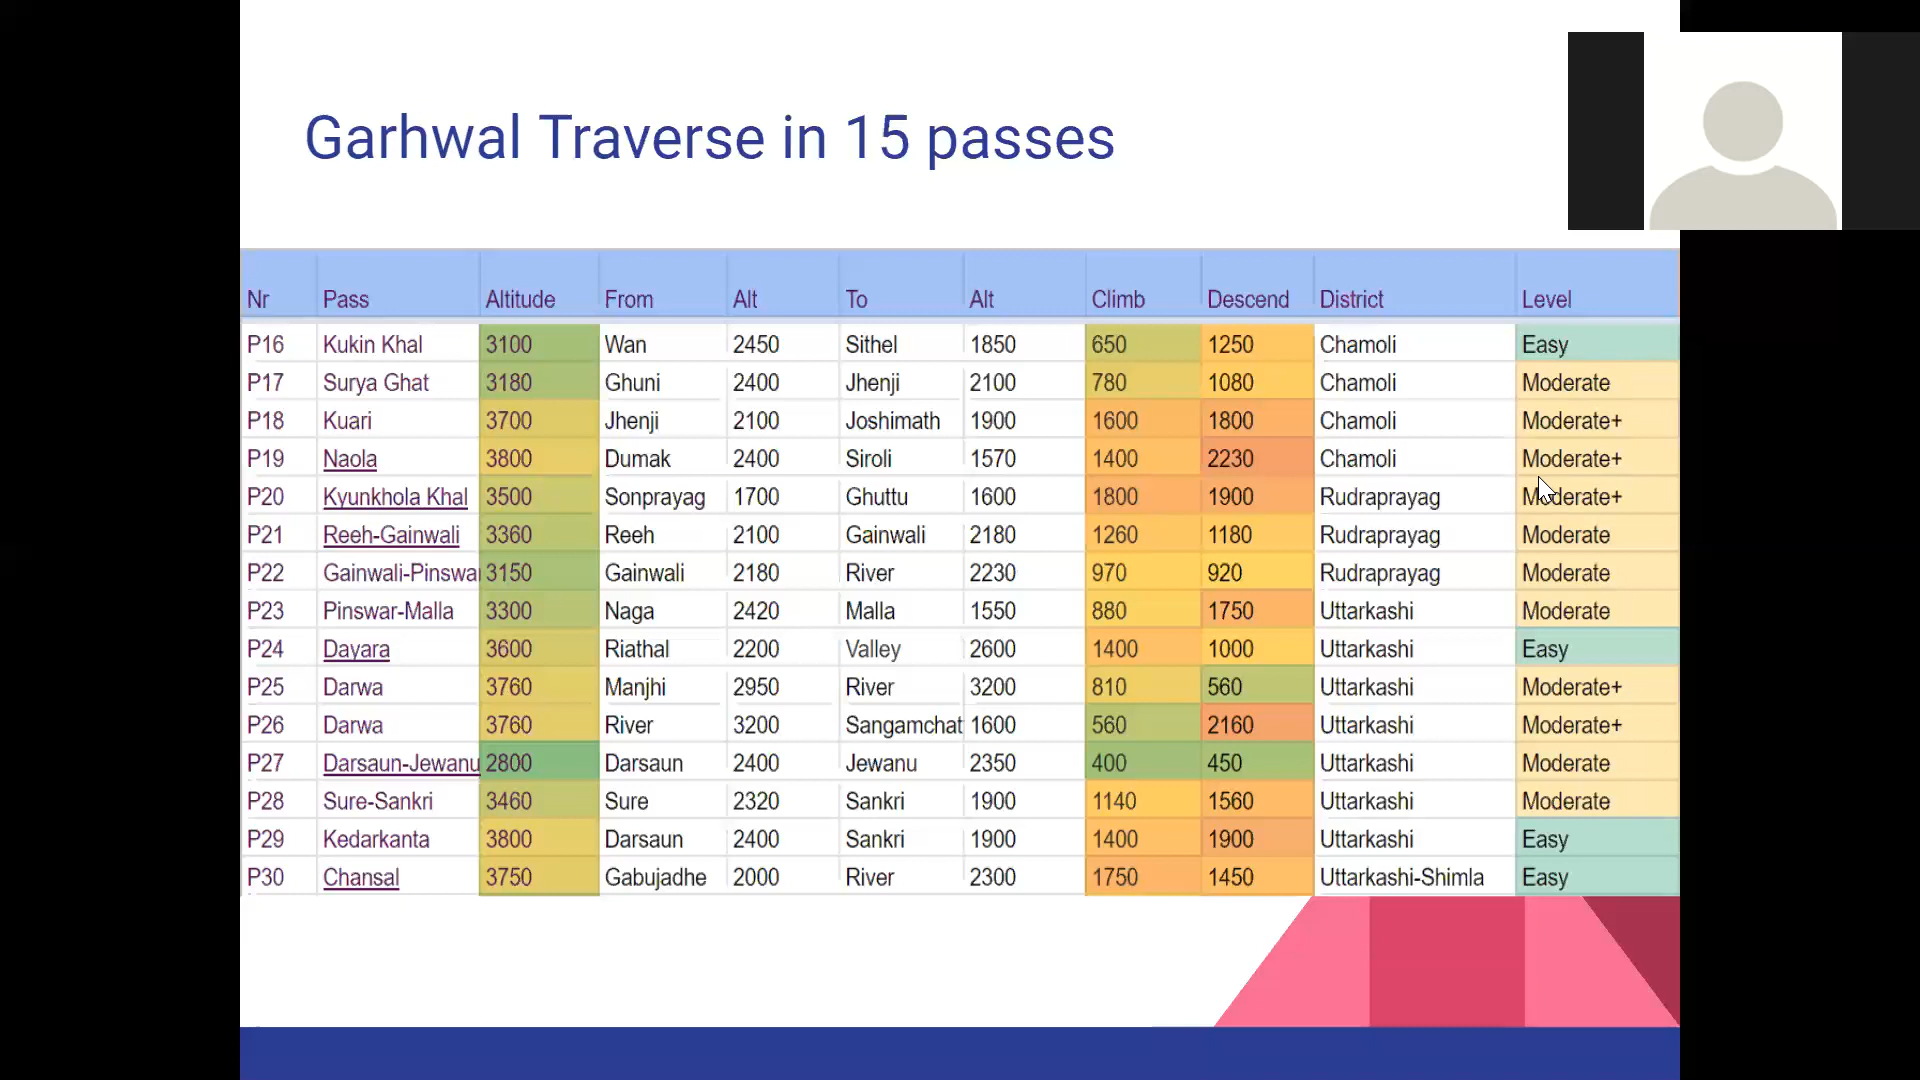 Garhwal Traverse in 15 passes
Nr Pass Altitude From Alt To Alt Climb Descend District Level
P16 Kukin Khal 3100 Wan 2450 Sithel 1850 650 1250 Chamoli Easy
P17 Surya Ghat 3180 Ghuni 2400 Jhenji 2100 780 1080 Chamoli Moderate
P18 Kuari 3700 Jhenji 2100 Joshimath 1900 1600 1800 Chamoli Moderate+
P19 Naola 3800 Dumak 2400 Siroli 1570 1400 2230 Chamoli Moderate+
P20 Kyunkhola Khal 3500 Sonprayag 1700 Ghuttu 1600 1800 1900 Rudraprayag Moderate+
P21 Reeh-Gainwali 3360 Reeh 2100 Gainwali 2180 1260 1180 Rudraprayag Moderate
P22 Gainwali-Pinswar 3150 Gainwali 2180 River 2230 970 920 Rudraprayag Moderate
P23 Pinswar-Malla 3300 Naga 2420 Malla 1550 880 1750 Uttarkashi Moderate
P24 Dayara 3600 Riathal 2200 Valley 2600 1400 1000 Uttarkashi Easy
P25 Darwa 3760 Manjhi 2950 River 3200 810 560 Uttarkashi Moderate+
P26 Darwa 3760 River 3200 Sangamchat 1600 560 2160 Uttarkashi Moderate+
P27 Darsaun-Jewanu 2800 Darsaun 2400 Jewanu 2350 400 450 Uttarkashi Moderate
P28 Sure-Sankri 3460 Sure 2320 Sankri 1900 1140 1560 Uttarkashi Moderate
P29 Kedarkanta 3800 Darsaun 2400 Sankri 1900 1400 1900 Uttarkashi Easy
P30 Chansal 3750 Gabujadhe 2000 River 2300 1750 1450 Uttarkashi-Shimla Easy